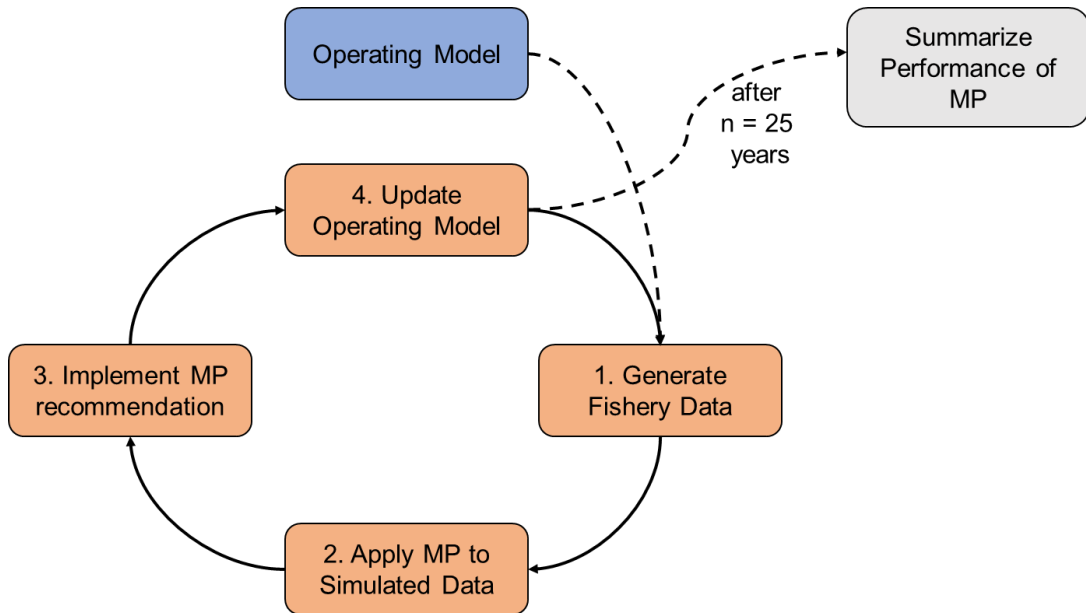 Operating Model
Summarize
Performance of
MP
after
n = 25
years
4. Update
Operating Model
3. Implement MP
recommendation
1. Generate
Fishery Data
2. Apply MP to
Simulated Data